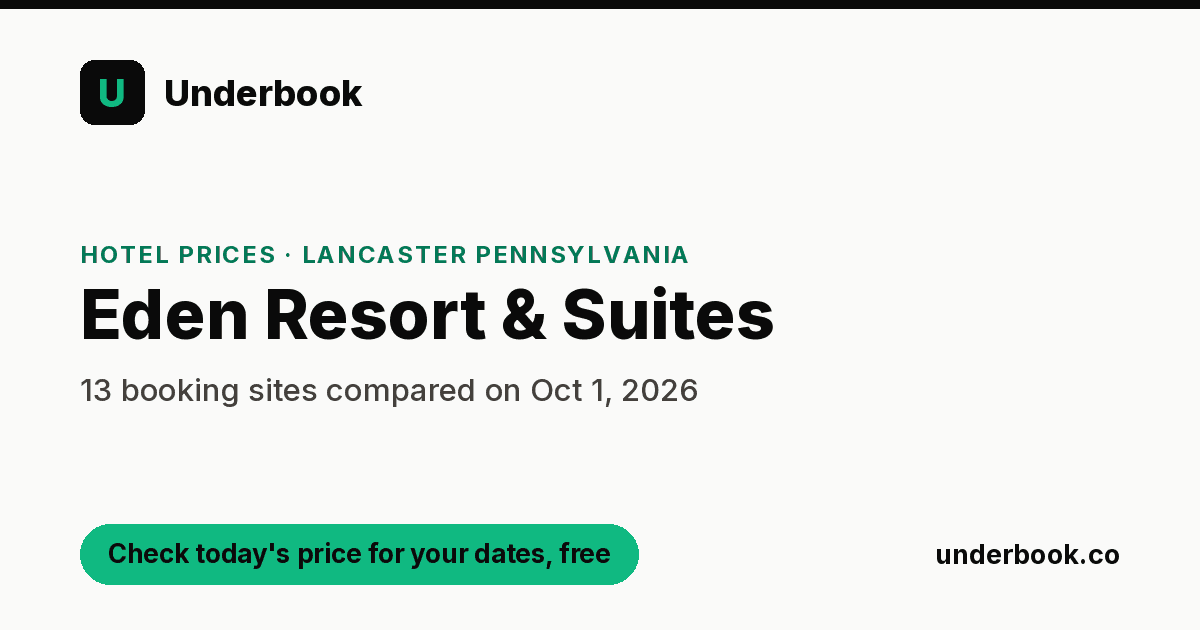 U Underbook
HOTEL PRICES · LANCASTER PENNSYLVANIA
Eden Resort & Suites
13 booking sites compared on Oct 1, 2026
Check today's price for your dates, free
underbook.co